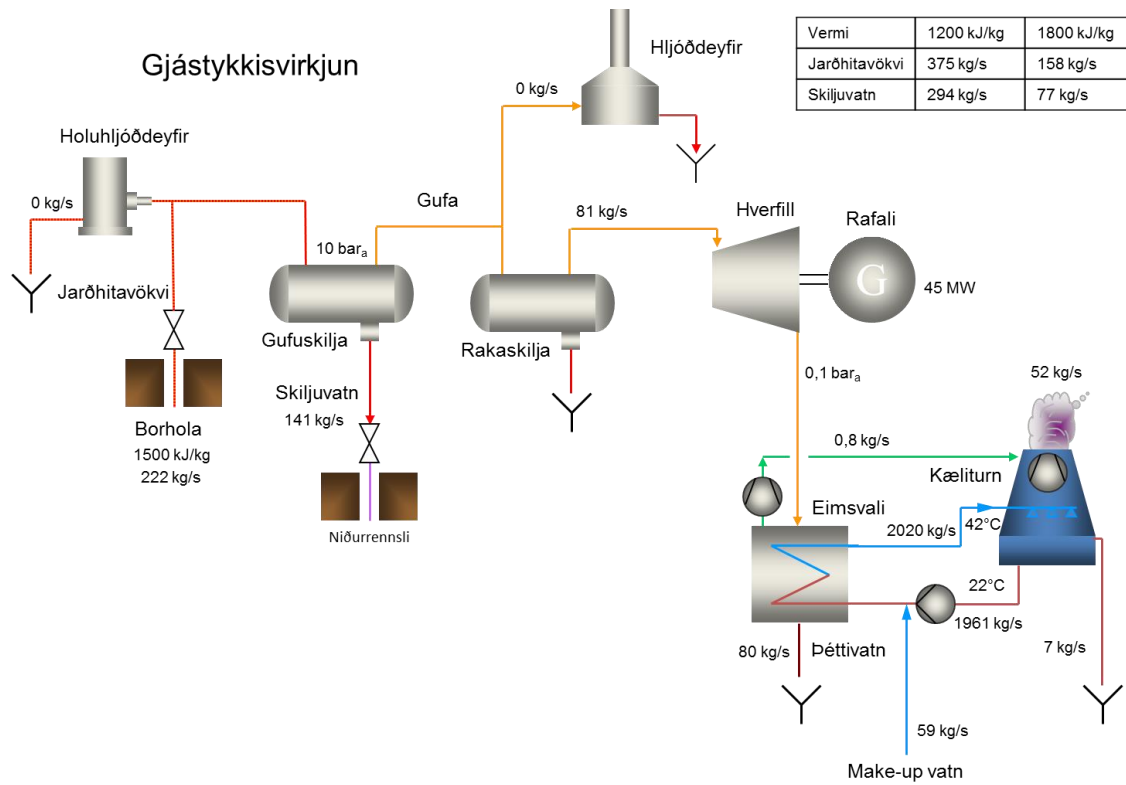 Gjástykkisvirkjun
Vermi 1200 kJ/kg 1800 kJ/kg
Jarðhitavökvi 375 kg/s 158 kg/s
Skiljuvatn 294 kg/s 77 kg/s
Hljóðdeyfir
0 kg/s
Holuhljóðdeyfir
0 kg/s
Gufa
81 kg/s
Hverfill
Rafali
G
45 MW
10 bara
Jarðhitavökvi
Gufuskilja
Rakaskilja
Skiljuvatn
141 kg/s
Borhola
1500 kJ/kg
222 kg/s
Niðurrennsli
0,1 bara
52 kg/s
0,8 kg/s
Kæliturn
Eimsvali
2020 kg/s
42°C
22°C
1961 kg/s
80 kg/s
Þéttivatn
7 kg/s
59 kg/s
Make-up vatn